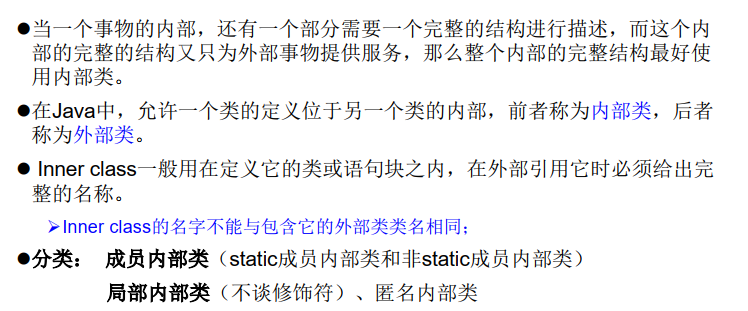 ●当一个事物的内部，还有一个部分需要一个完整的结构进行描述，而这个内
部的完整的结构又只为外部事物提供服务，那么整个内部的完整结构最好使
用内部类。
●在Java中，允许一个类的定义位于另一个类的内部，前者称为内部类，后者
称为外部类。
● Inner class一般用在定义它的类或语句块之内，在外部引用它时必须给出完
整的名称。
➢Inner class的名字不能与包含它的外部类类名相同；
●分类： 成员内部类（static成员内部类和非static成员内部类）
局部内部类（不谈修饰符）、匿名内部类